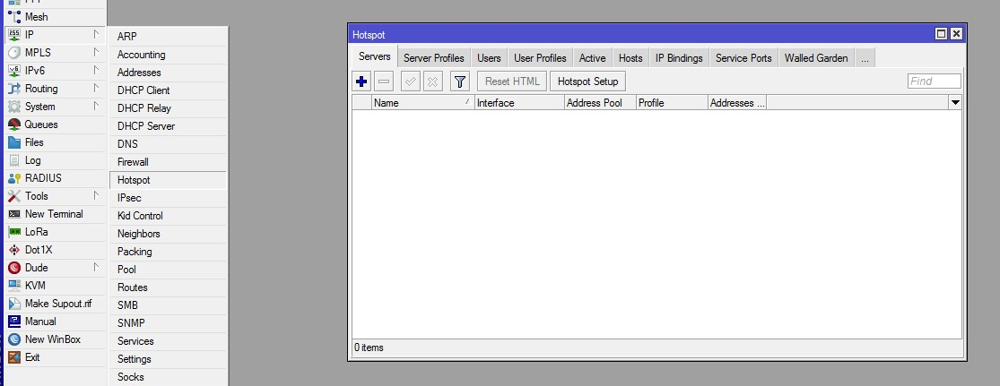 Mesh
IP
MPLS
IPv6
Routing
System
Queues
Files
Log
RADIUS
Tools
New Terminal
LoRa
Dot1X
Dude
KVM
Make Supout.rif
Manual
New WinBox
Exit
ARP
Accounting
Addresses
DHCP Client
DHCP Relay
DHCP Server
DNS
Firewall
Hotspot
IPsec
Kid Control
Neighbors
Packing
Pool
Routes
SMB
SNMP
Services
Settings
Socks
Hotspot
Servers Server Profiles Users User Profiles Active Hosts IP Bindings Service Ports Walled Garden ...
Reset HTML Hotspot Setup Find
Name Interface Address Pool Profile Addresses ...
0 items